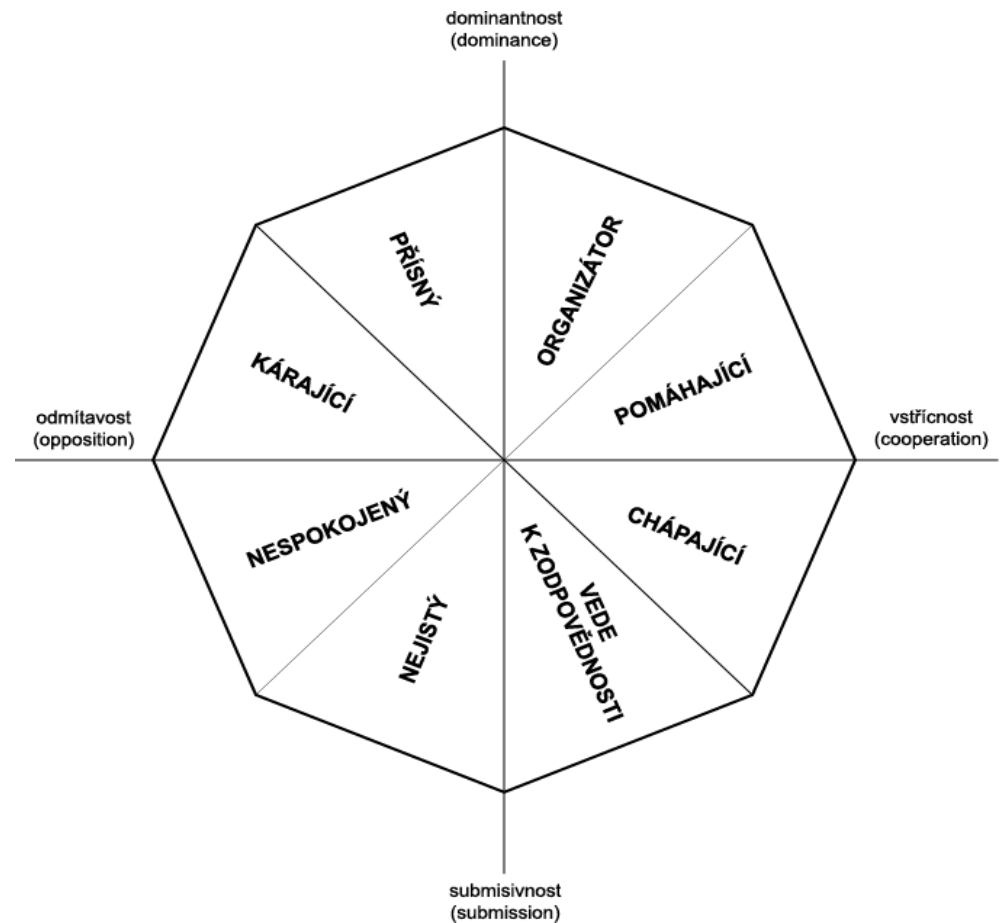 dominantnost
(dominance)
PŘÍSNÝ
ORGANIZÁTOR
KÁRAJÍCÍ
POMÁHAJÍCÍ
odmítavost
(opposition)
vstřícnost
(cooperation)
NESPOKOJENÝ
CHÁPAJÍCÍ
NEJISTÝ
VEDE
K ZODPOVĚDNOSTI
submisivnost
(submission)